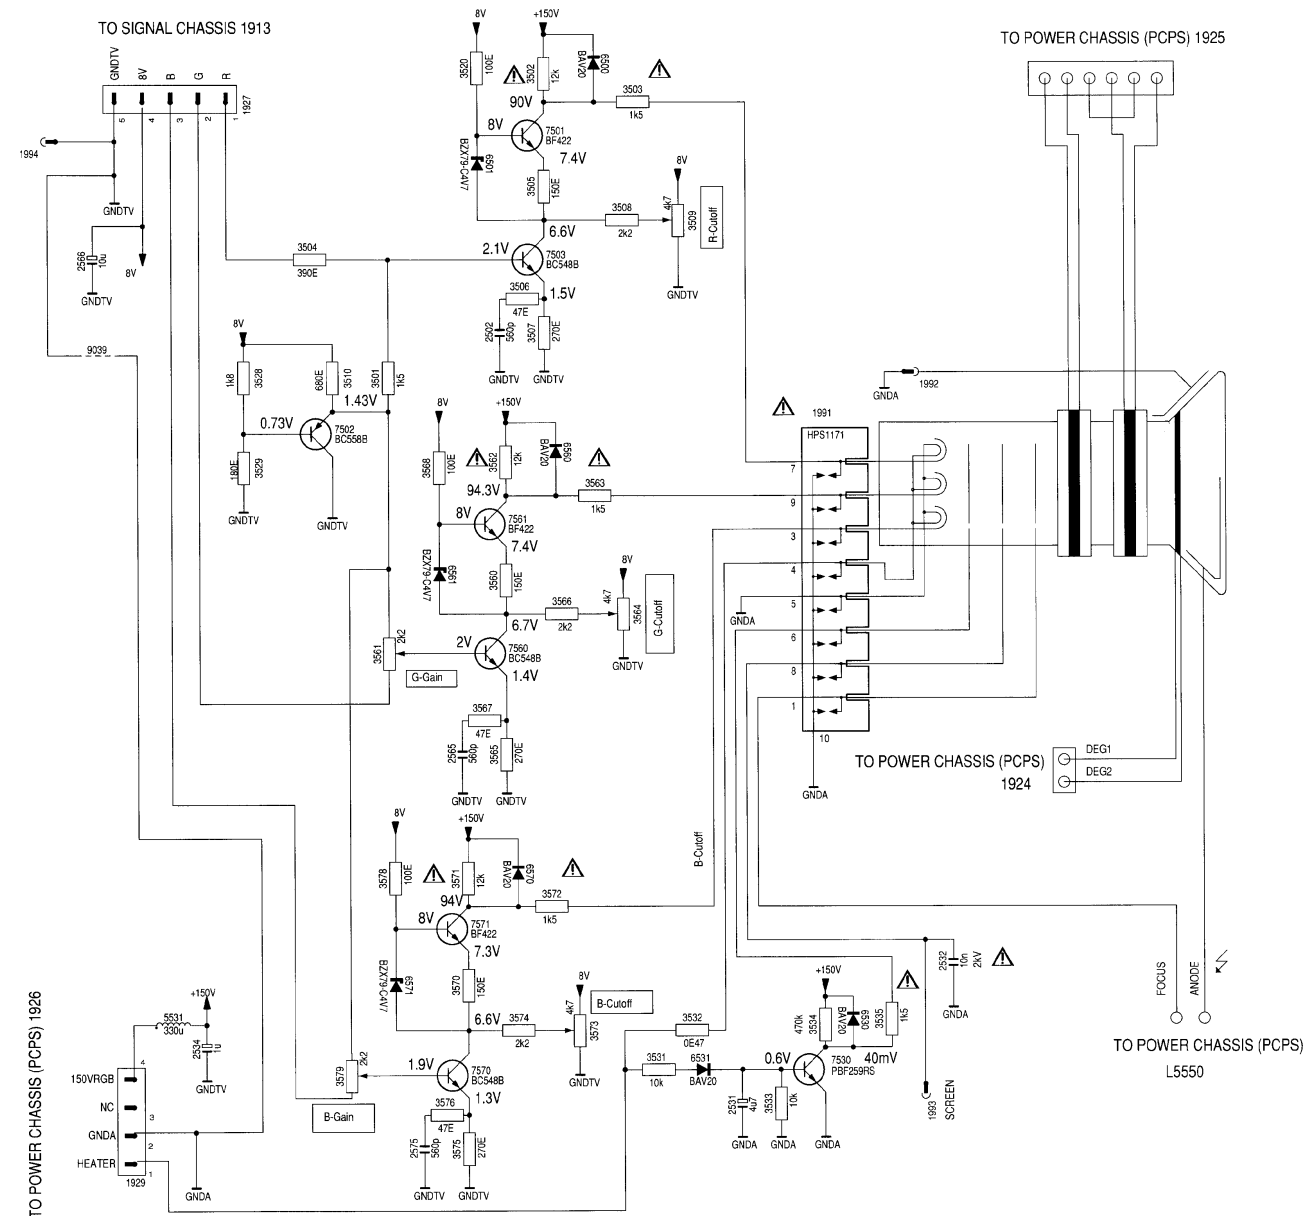 TO SIGNAL CHASSIS 1913
GNDTV
8V
B
G
R
1927
5
4
3
2
1
1994
GNDTV
2566
10u
8V
GNDTV
9039
3504
390E
8V
+150V
3520
100E
3502
12k
BAV20
6500
3503
1k5
90V
8V
7501
BF422
7.4V
BZX79-C4V7
6501
3505
150E
8V
3508
2k2
4k7
3509
R-Cutoff
GNDTV
6.6V
2.1V
7503
BC548B
1.5V
3506
47E
2502
560p
3507
270E
GNDTV
GNDTV
8V
1k8
3528
680E
3510
3501
1k5
1.43V
0.73V
7502
BC558B
180E
3529
GNDTV
GNDTV
8V
+150V
3568
100E
3562
12k
BAV20
6560
3563
1k5
94.3V
8V
7561
BF422
7.4V
BZX79-C4V7
6561
3560
150E
8V
3566
2k2
4k7
3564
G-Cutoff
GNDTV
6.7V
2V
7560
BC548B
1.4V
3561
2k2
G-Gain
3567
47E
2565
560p
3565
270E
GNDTV
GNDTV
8V
+150V
3578
100E
3571
12k
BAV20
6570
3572
1k5
94V
8V
7571
BF422
7.3V
BZX79-C4V7
6571
3570
150E
8V
3574
2k2
4k7
3573
B-Cutoff
GNDTV
6.6V
1.9V
7570
BC548B
1.3V
3579
2k2
B-Gain
3576
47E
2575
560p
3575
270E
GNDTV
GNDTV
TO POWER CHASSIS (PCPS) 1926
+150V
5531
330u
2534
1u
GNDTV
150VRGB
NC
GNDA
HEATER
4
3
2
1
1929
GNDA
TO POWER CHASSIS (PCPS) 1925
GNDA
1992
1991
HPS1171
7
9
3
4
5
6
8
1
10
GNDA
GNDA
TO POWER CHASSIS (PCPS)
1924
DEG1
DEG2
B-Cutoff
3532
0E47
3531
10k
6531
BAV20
0.6V
7530
PBF259RS
40mV
+150V
470k
3534
BAV20
6530
3535
1k5
2531
4u7
3533
10k
GNDA
GNDA
GNDA
2532
10n
2kV
GNDA
1993
SCREEN
FOCUS
ANODE
TO POWER CHASSIS (PCPS)
L5550